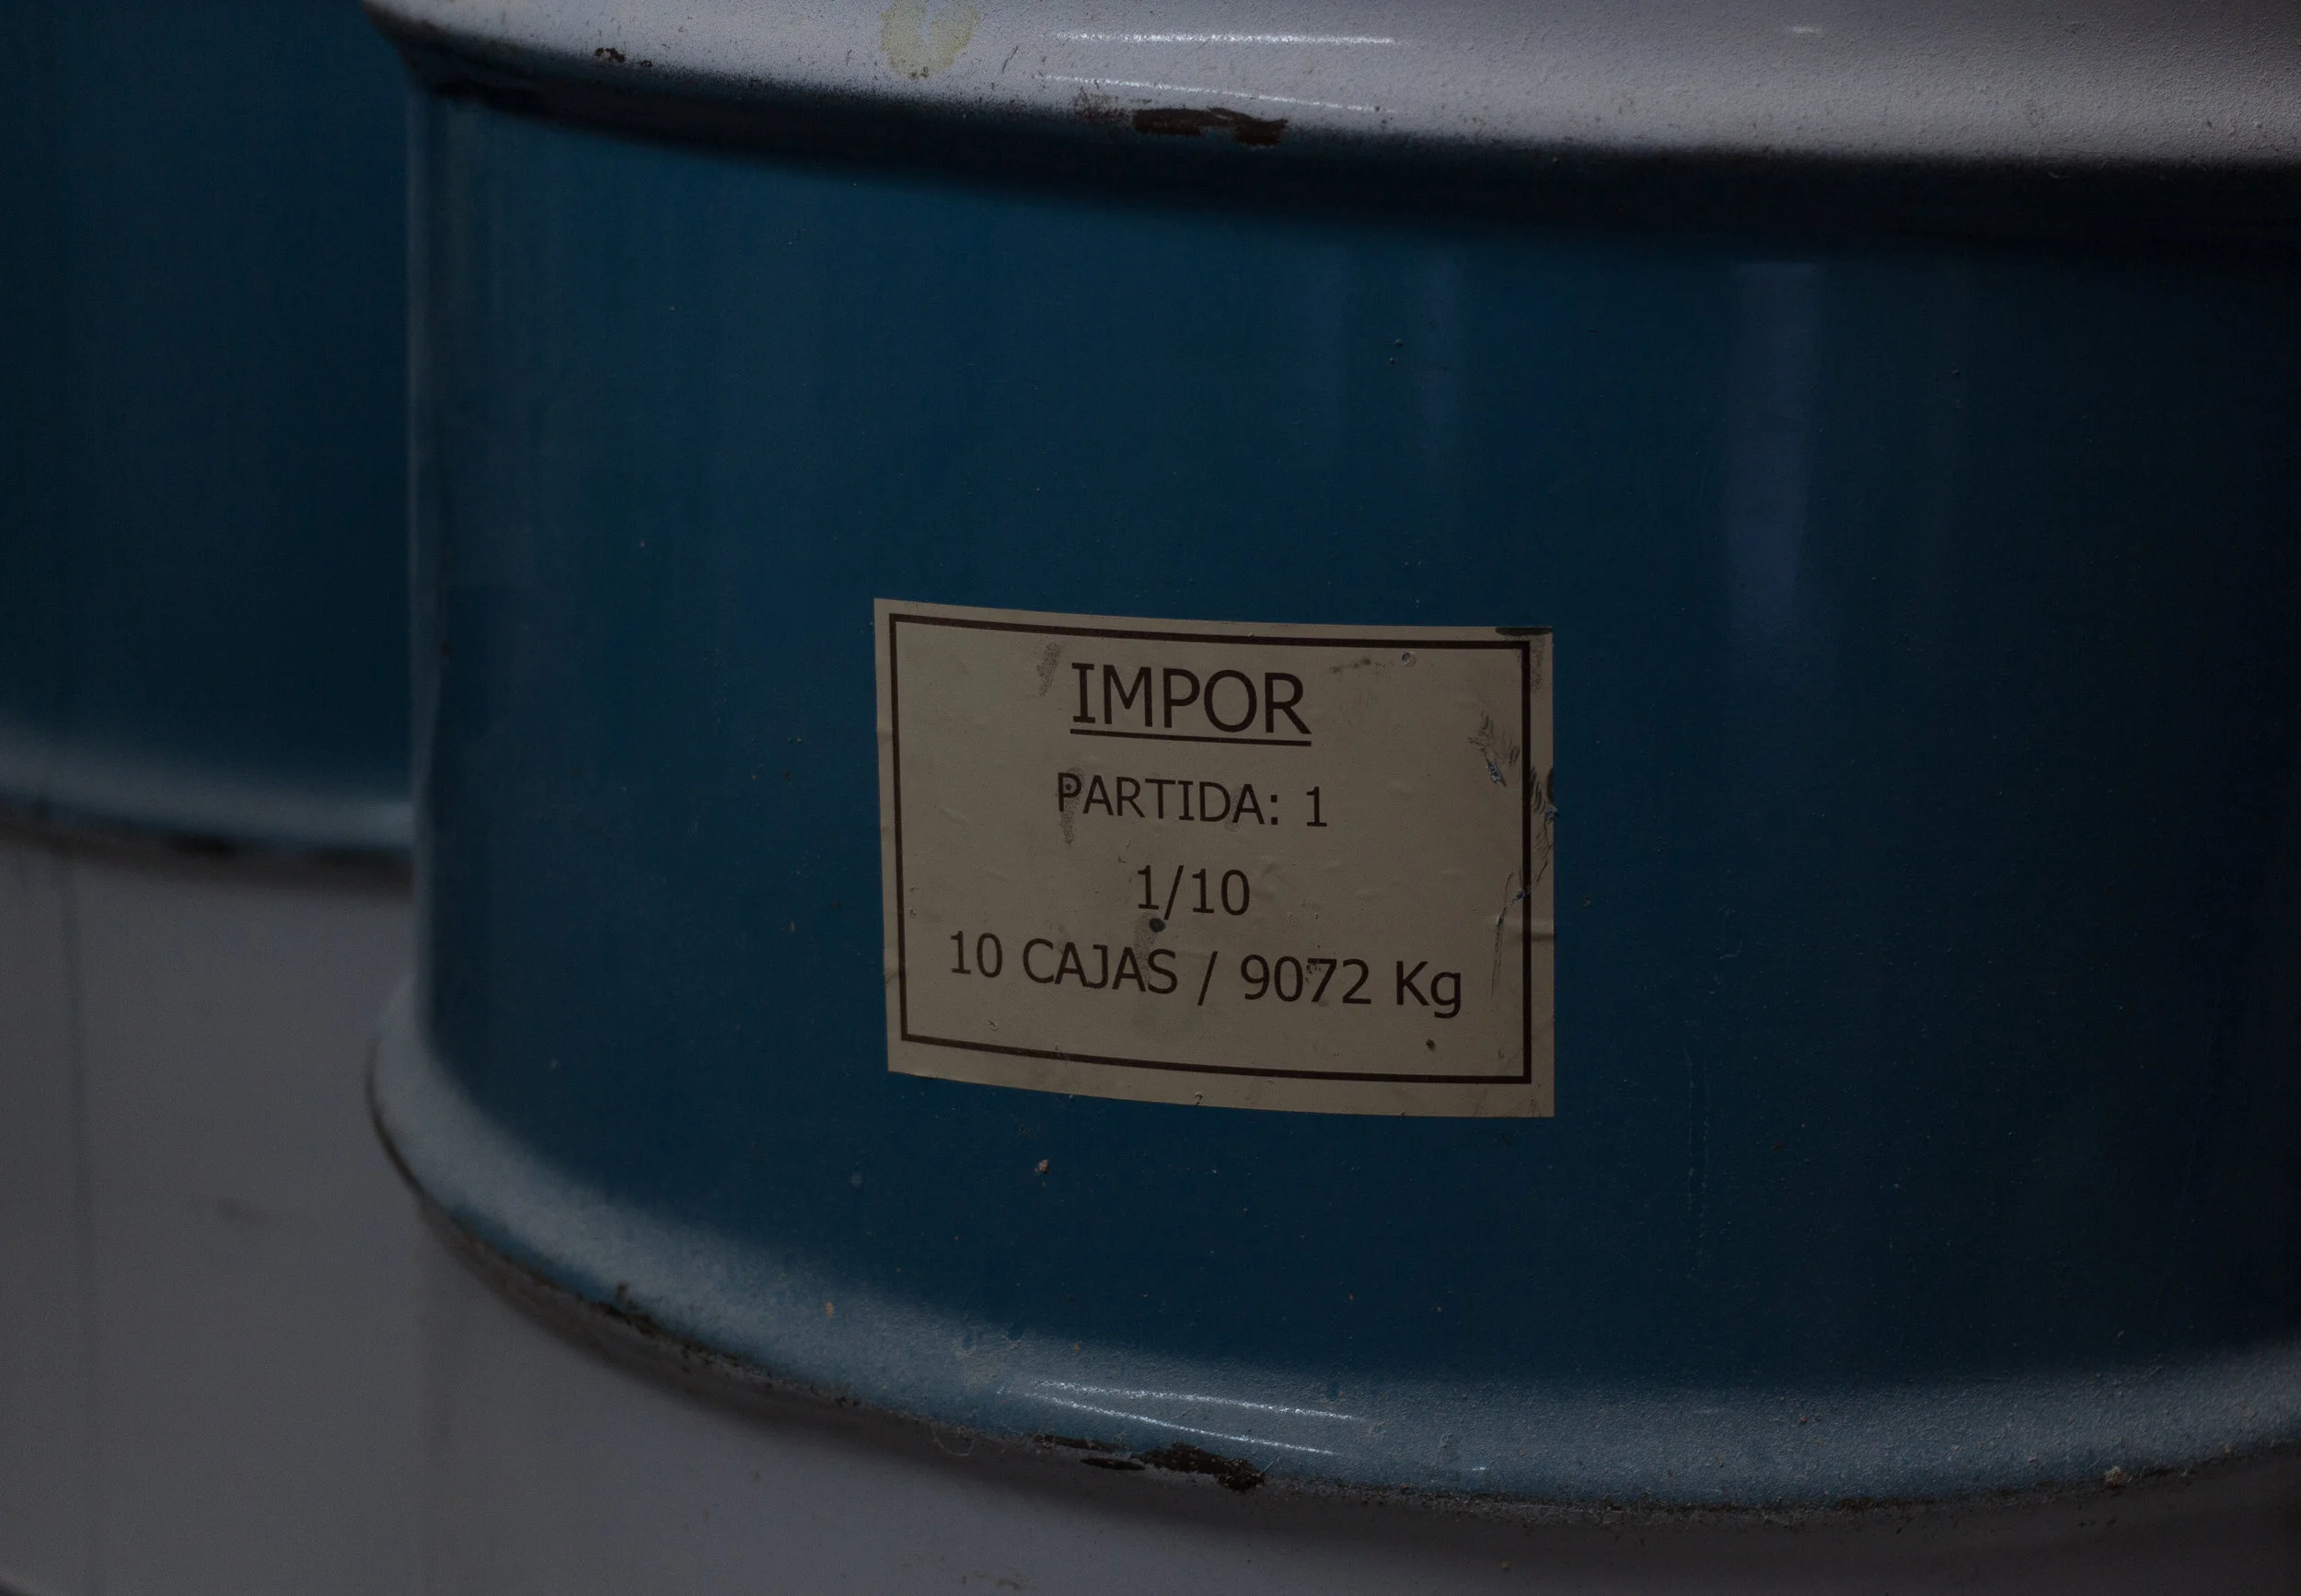 IMPOR
PARTIDA: 1
1/10
10 CAJAS / 9072 Kg